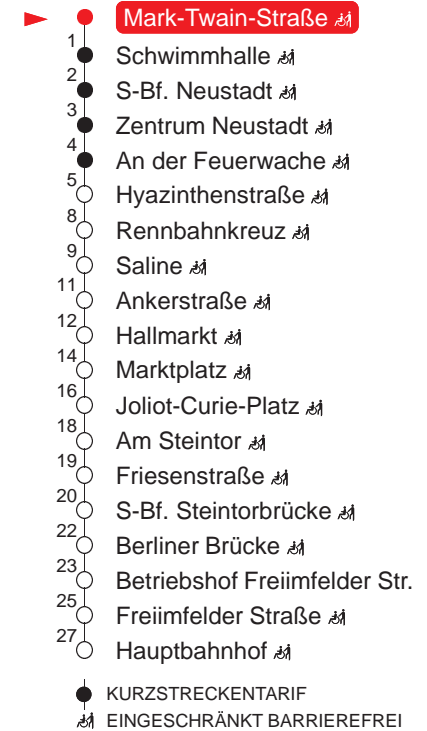 Mark-Twain-Straße
1
Schwimmhalle
2
S-Bf. Neustadt
3
Zentrum Neustadt
4
An der Feuerwache
5
Hyazinthenstraße
8
Rennbahnkreuz
9
Saline
11
Ankerstraße
12
Hallmarkt
14
Marktplatz
16
Joliot-Curie-Platz
18
Am Steintor
19
Friesenstraße
20
S-Bf. Steintorbrücke
22
Berliner Brücke
23
Betriebshof Freiimfelder Str.
25
Freiimfelder Straße
27
Hauptbahnhof
KURZSTRECKENTARIF
EINGESCHRÄNKT BARRIEREFREI